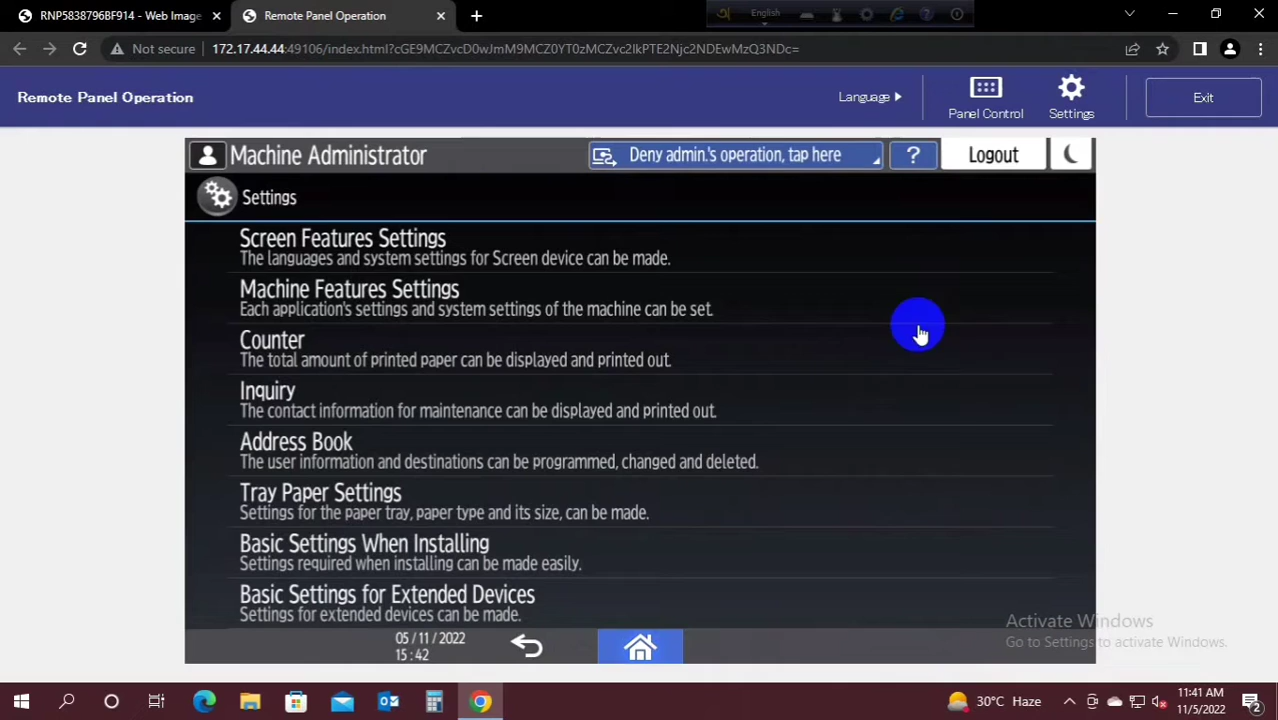 RNP5838796BF914 - Web Image
Remote Panel Operation
English
Not secure
172.17.44.44:49106/index.html?cGE9MCZvcD0wJmM9MCZ0YT0zMCZvc2lkPTE2Njc2NDEwMzQ3NDc=
Remote Panel Operation
Language
Panel Control
Settings
Exit
Machine Administrator
Deny admin.'s operation, tap here
?
Logout
Settings
Screen Features Settings
The languages and system settings for Screen device can be made.
Machine Features Settings
Each application's settings and system settings of the machine can be set.
Counter
The total amount of printed paper can be displayed and printed out.
Inquiry
The contact information for maintenance can be displayed and printed out.
Address Book
The user information and destinations can be programmed, changed and deleted.
Tray Paper Settings
Settings for the paper tray, paper type and its size, can be made.
Basic Settings When Installing
Settings required when installing can be made easily.
Basic Settings for Extended Devices
Settings for extended devices can be made.
05 / 11 / 2022
15 : 42
Activate Windows
Go to Settings to activate Windows.
30°C Haze
11:41 AM
11/5/2022
2